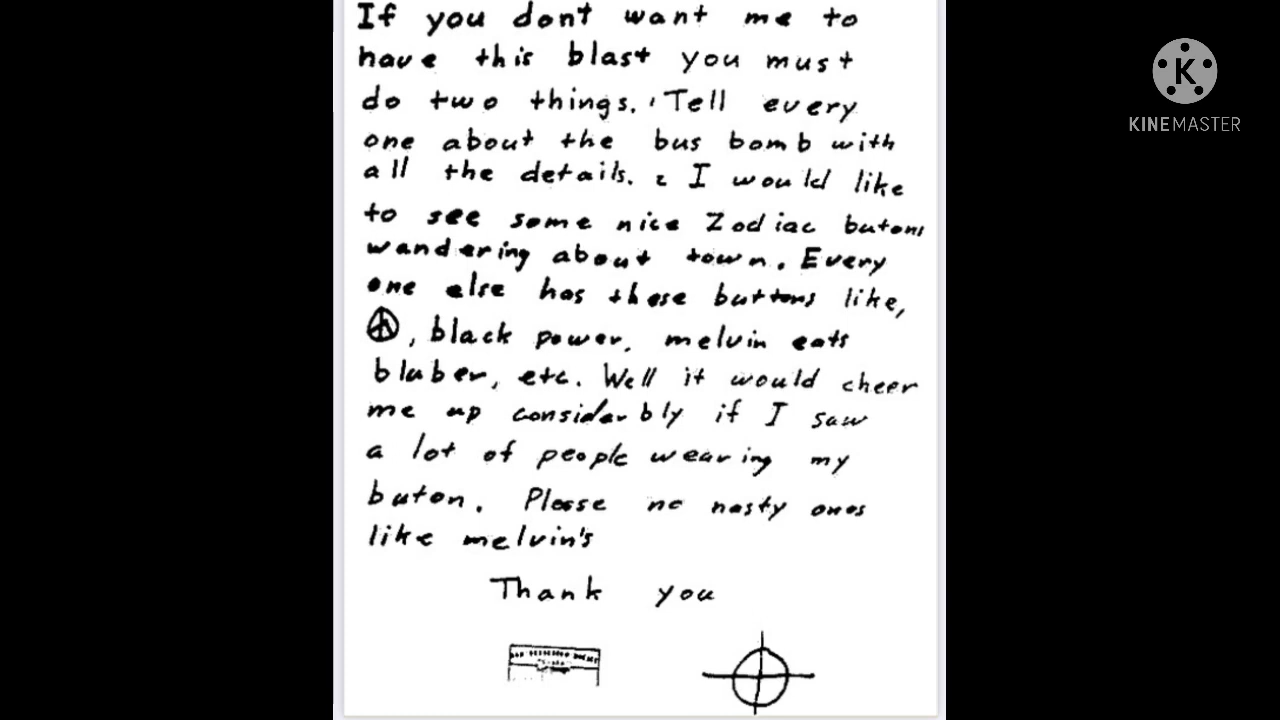 If you dont want me to
have this blast you must
do two things. 1 Tell every
one about the bus bomb with
all the details. 2 I would like
to see some nice Zodiac butons
wandering about town. Every
one else has these buttons like,
☮, black power, melvin eats
bluber, etc. Well it would cheer
me up considerbly if I saw
a lot of people wearing my
buton. Please no nasty ones
like melvin's
Thank you
K
KINEMASTER